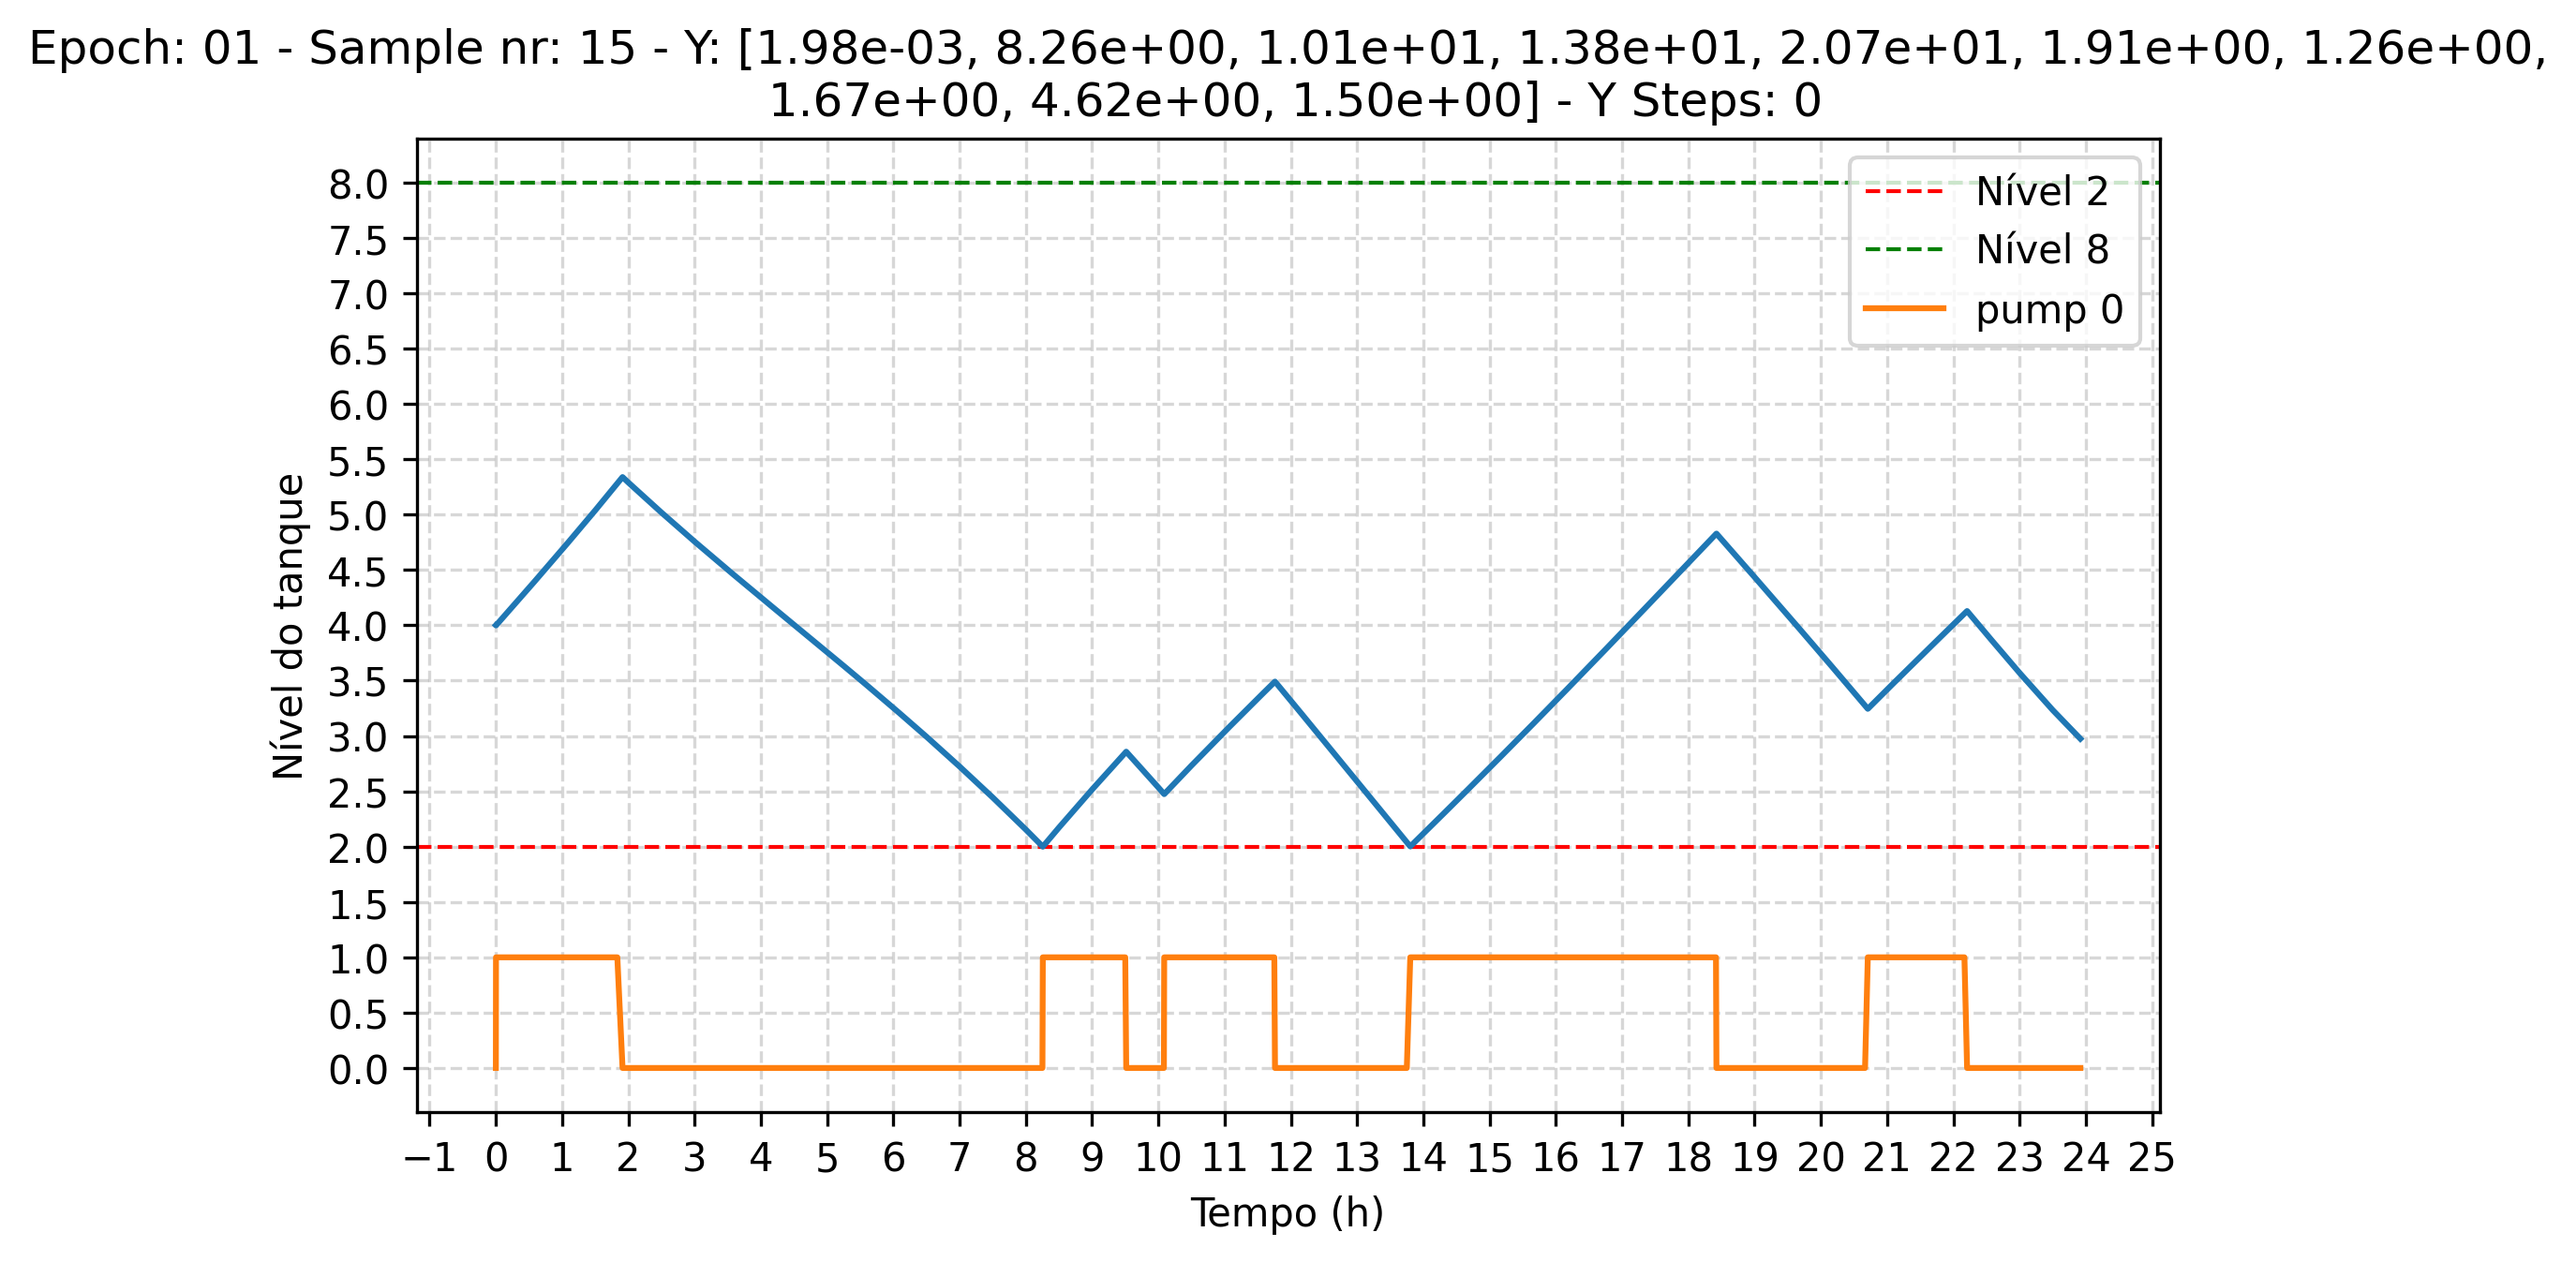 Epoch: 01 - Sample nr: 15 - Y: [1.98e-03, 8.26e+00, 1.01e+01, 1.38e+01, 2.07e+01, 1.91e+00, 1.26e+00,
1.67e+00, 4.62e+00, 1.50e+00] - Y Steps: 0
8.0
7.5
7.0
6.5
6.0
5.5
5.0
4.5
4.0
3.5
3.0
2.5
2.0
1.5
1.0
0.5
0.0
Nível do tanque
Nível 2
Nível 8
pump 0
−1 0 1 2 3 4 5 6 7 8 9 10 11 12 13 14 15 16 17 18 19 20 21 22 23 24 25
Tempo (h)